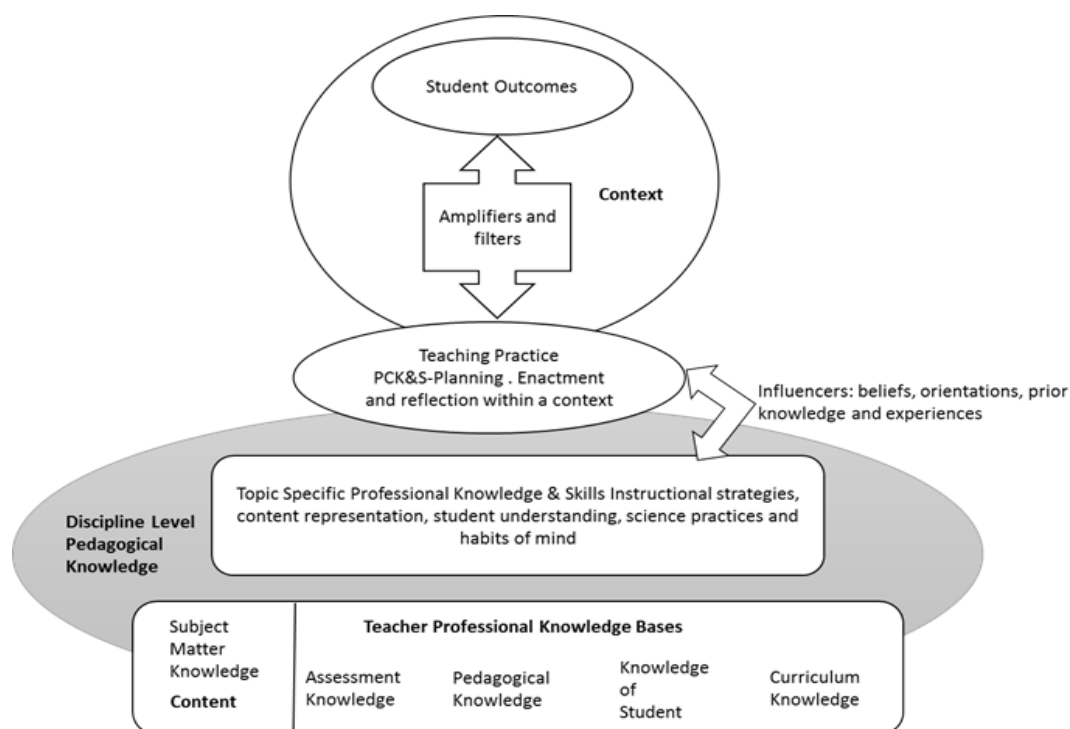 Student Outcomes
Context
Amplifiers and
filters
Teaching Practice
PCK&S-Planning . Enactment
and reflection within a context
Influencers: beliefs, orientations, prior
knowledge and experiences
Topic Specific Professional Knowledge & Skills Instructional strategies,
content representation, student understanding, science practices and
habits of mind
Discipline Level
Pedagogical
Knowledge
Subject
Matter
Knowledge
Content
Teacher Professional Knowledge Bases
Assessment
Knowledge
Pedagogical
Knowledge
Knowledge
of
Student
Curriculum
Knowledge